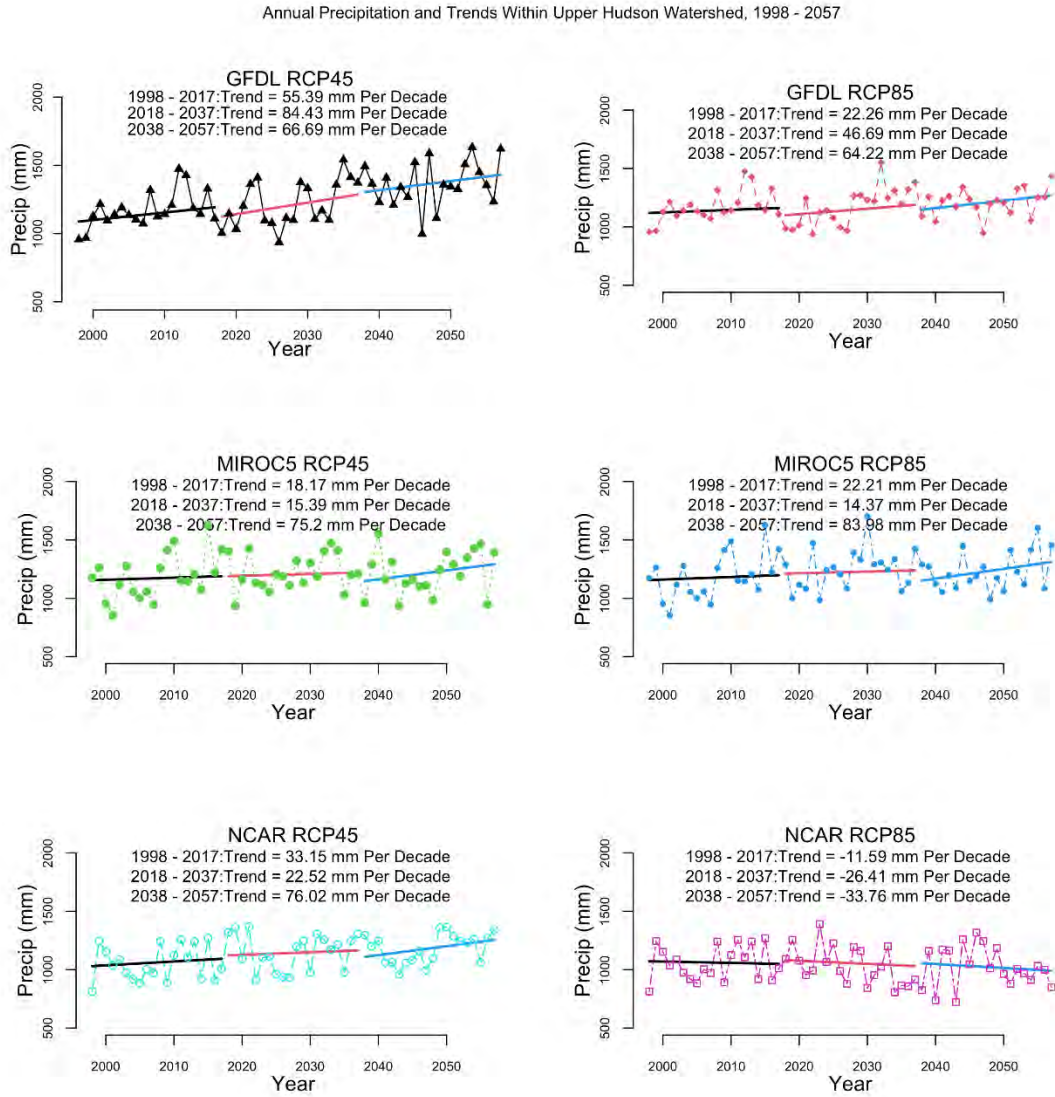 Annual Precipitation and Trends Within Upper Hudson Watershed, 1998 - 2057
GFDL RCP45
1998 - 2017:Trend = 55.39 mm Per Decade
2018 - 2037:Trend = 84.43 mm Per Decade
2038 - 2057:Trend = 66.69 mm Per Decade
Precip (mm)
2000
1500
1000
500
2000
2010
2020
2030
2040
2050
Year
GFDL RCP85
1998 - 2017:Trend = 22.26 mm Per Decade
2018 - 2037:Trend = 46.69 mm Per Decade
2038 - 2057:Trend = 64.22 mm Per Decade
Precip (mm)
2000
1500
1000
500
2000
2010
2020
2030
2040
2050
Year
MIROC5 RCP45
1998 - 2017:Trend = 18.17 mm Per Decade
2018 - 2037:Trend = 15.39 mm Per Decade
2038 - 2057:Trend = 75.2 mm Per Decade
Precip (mm)
2000
1500
1000
500
2000
2010
2020
2030
2040
2050
Year
MIROC5 RCP85
1998 - 2017:Trend = 22.21 mm Per Decade
2018 - 2037:Trend = 14.37 mm Per Decade
2038 - 2057:Trend = 83.98 mm Per Decade
Precip (mm)
2000
1500
1000
500
2000
2010
2020
2030
2040
2050
Year
NCAR RCP45
1998 - 2017:Trend = 33.15 mm Per Decade
2018 - 2037:Trend = 22.52 mm Per Decade
2038 - 2057:Trend = 76.02 mm Per Decade
Precip (mm)
2000
1500
1000
500
2000
2010
2020
2030
2040
2050
Year
NCAR RCP85
1998 - 2017:Trend = -11.59 mm Per Decade
2018 - 2037:Trend = -26.41 mm Per Decade
2038 - 2057:Trend = -33.76 mm Per Decade
Precip (mm)
2000
1500
1000
500
2000
2010
2020
2030
2040
2050
Year